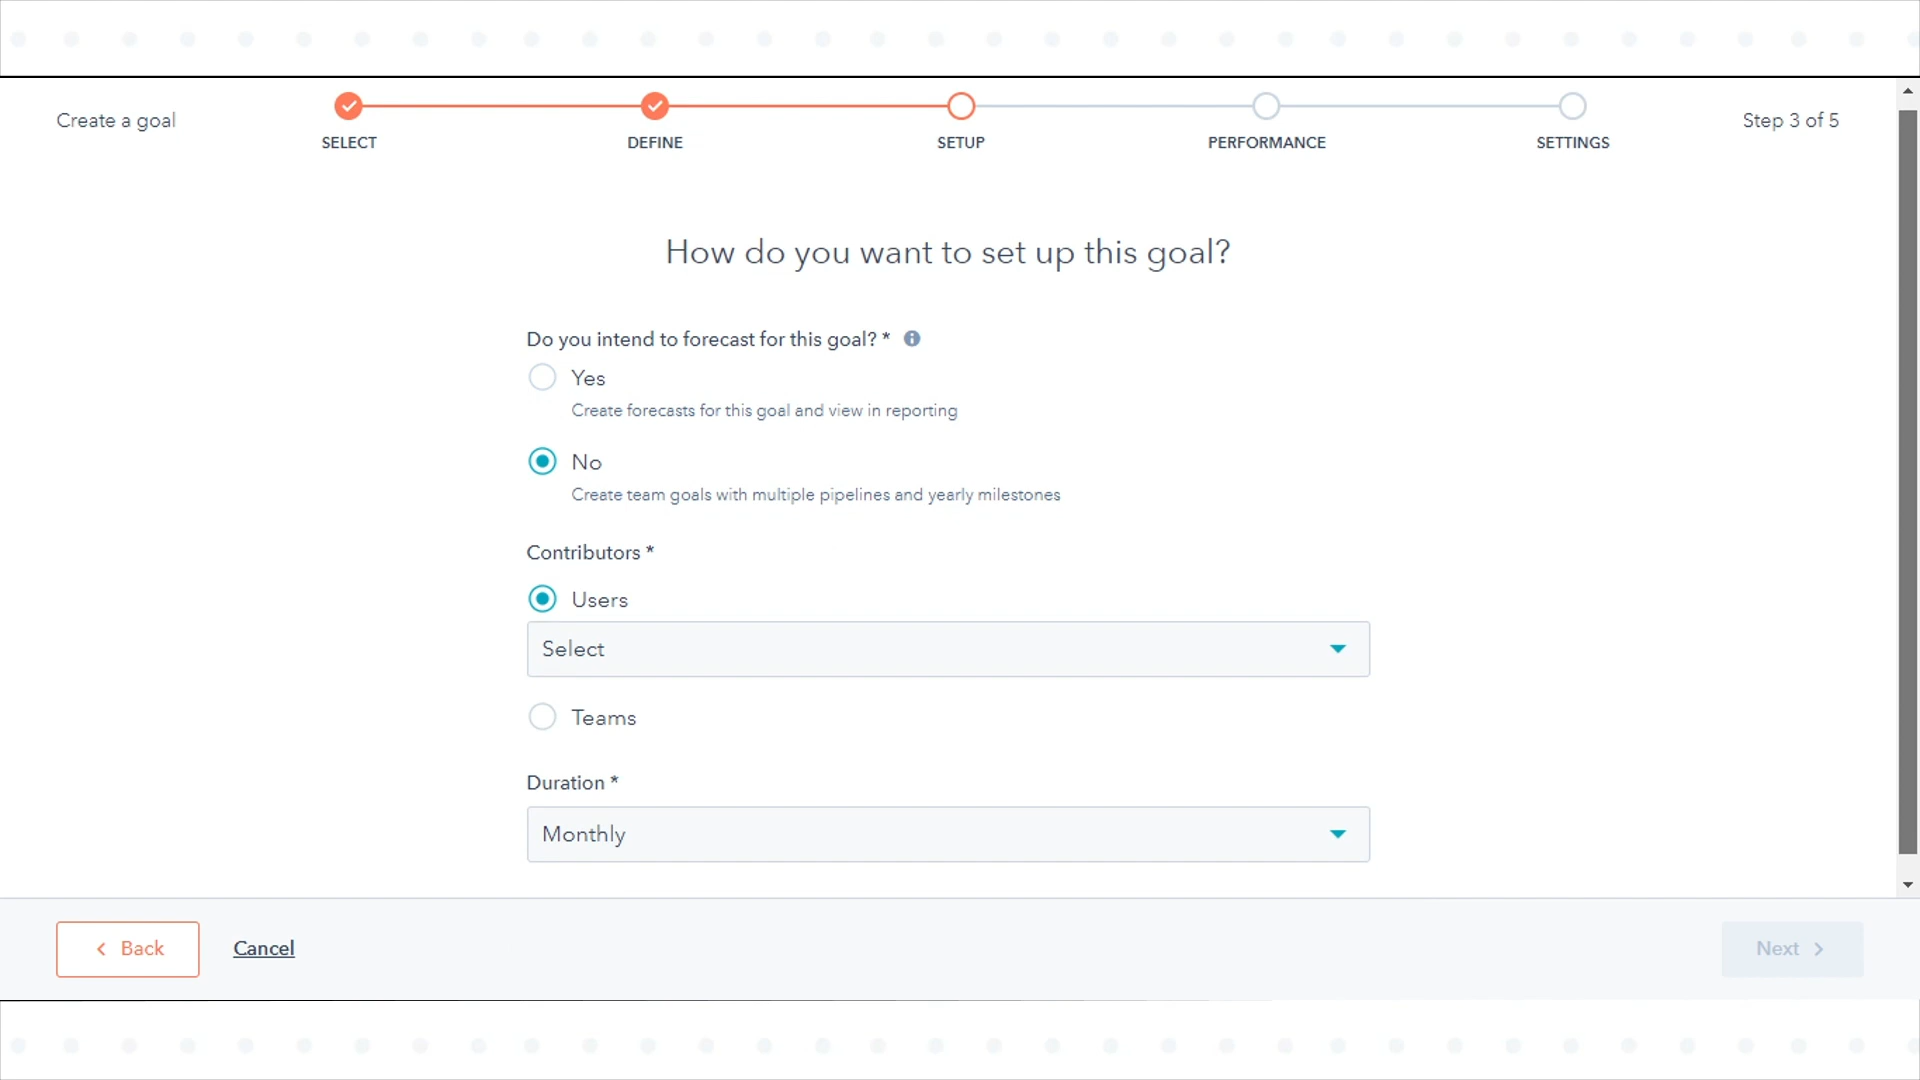 Create a goal
SELECT
DEFINE
SETUP
PERFORMANCE
SETTINGS
Step 3 of 5
How do you want to set up this goal?
Do you intend to forecast for this goal? *
Yes
Create forecasts for this goal and view in reporting
No
Create team goals with multiple pipelines and yearly milestones
Contributors *
Users
Select
Teams
Duration *
Monthly
Back
Cancel
Next